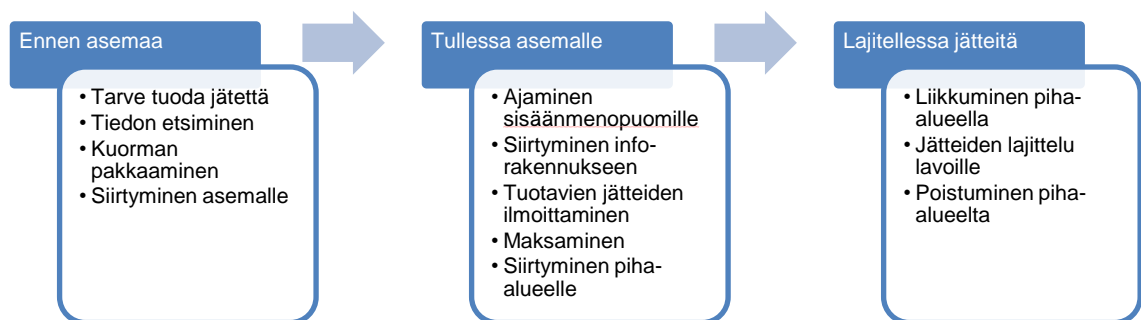 Ennen asemaa
• Tarve tuoda jätettä
• Tiedon etsiminen
• Kuorman
pakkaaminen
• Siirtyminen asemalle
Tullessa asemalle
• Ajaminen
sisäänmenopuomille
• Siirtyminen info-
rakennukseen
• Tuotavien jätteiden
ilmoittaminen
• Maksaminen
• Siirtyminen piha-
alueelle
Lajitellessa jätteitä
• Liikkuminen piha-
alueella
• Jätteiden lajittelu
lavoille
• Poistuminen piha-
alueelta